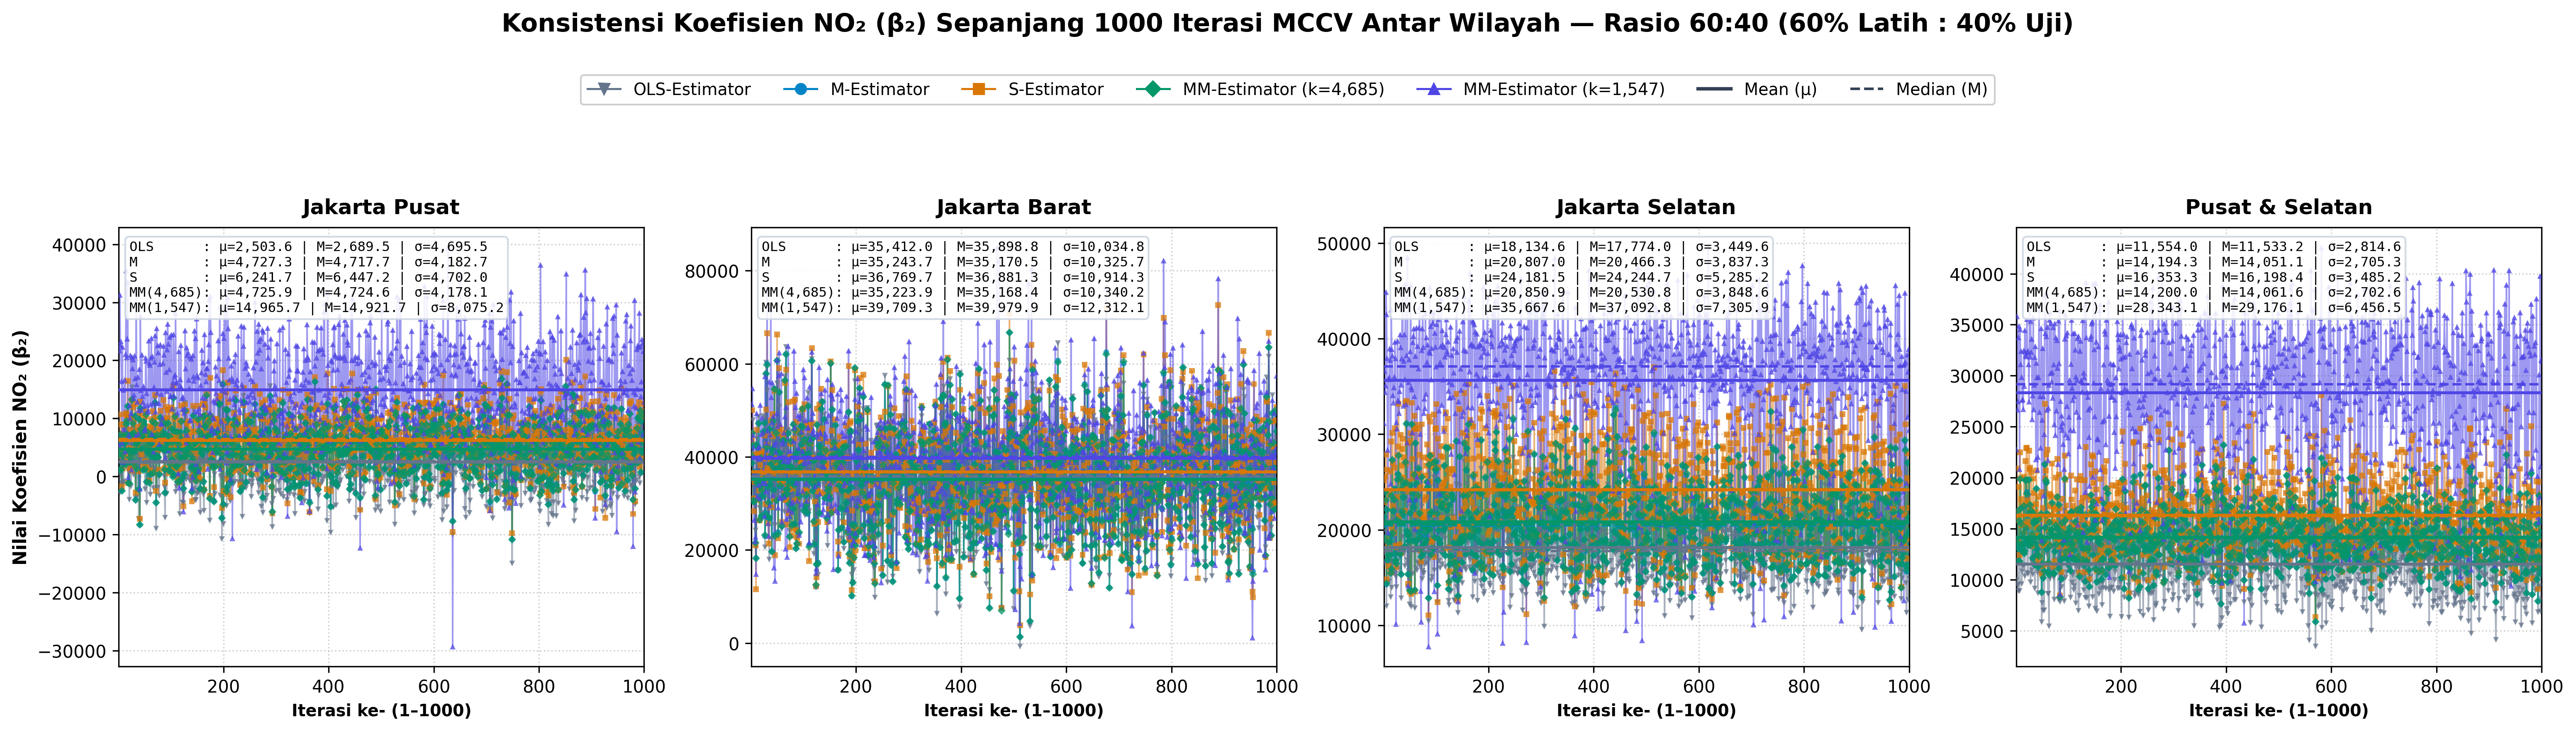 Konsistensi Koefisien NO₂ (β₂) Sepanjang 1000 Iterasi MCCV Antar Wilayah — Rasio 60:40 (60% Latih : 40% Uji)
OLS-Estimator M-Estimator S-Estimator MM-Estimator (k=4,685) MM-Estimator (k=1,547) Mean (μ) Median (M)
Nilai Koefisien NO₂ (β₂)
Jakarta Pusat
40000
30000
20000
10000
0
−10000
−20000
−30000
OLS : μ=2,503.6 | M=2,689.5 | σ=4,695.5
M : μ=4,727.3 | M=4,717.7 | σ=4,182.7
S : μ=6,241.7 | M=6,447.2 | σ=4,702.0
MM(4,685): μ=4,725.9 | M=4,724.6 | σ=4,178.1
MM(1,547): μ=14,965.7 | M=14,921.7 | σ=8,075.2
200 400 600 800 1000
Iterasi ke- (1–1000)
Jakarta Barat
80000
60000
40000
20000
0
OLS : μ=35,412.0 | M=35,898.8 | σ=10,034.8
M : μ=35,243.7 | M=35,170.5 | σ=10,325.7
S : μ=36,769.7 | M=36,881.3 | σ=10,914.3
MM(4,685): μ=35,223.9 | M=35,168.4 | σ=10,340.2
MM(1,547): μ=39,709.3 | M=39,979.9 | σ=12,312.1
200 400 600 800 1000
Iterasi ke- (1–1000)
Jakarta Selatan
50000
40000
30000
20000
10000
OLS : μ=18,134.6 | M=17,774.0 | σ=3,449.6
M : μ=20,807.0 | M=20,466.3 | σ=3,837.3
S : μ=24,181.5 | M=24,244.7 | σ=5,285.2
MM(4,685): μ=20,850.9 | M=20,530.8 | σ=3,848.6
MM(1,547): μ=35,667.6 | M=37,092.8 | σ=7,305.9
200 400 600 800 1000
Iterasi ke- (1–1000)
Pusat & Selatan
40000
35000
30000
25000
20000
15000
10000
5000
OLS : μ=11,554.0 | M=11,533.2 | σ=2,814.6
M : μ=14,194.3 | M=14,051.1 | σ=2,705.3
S : μ=16,353.3 | M=16,198.4 | σ=3,485.2
MM(4,685): μ=14,200.0 | M=14,061.6 | σ=2,702.6
MM(1,547): μ=28,343.1 | M=29,176.1 | σ=6,456.5
200 400 600 800 1000
Iterasi ke- (1–1000)